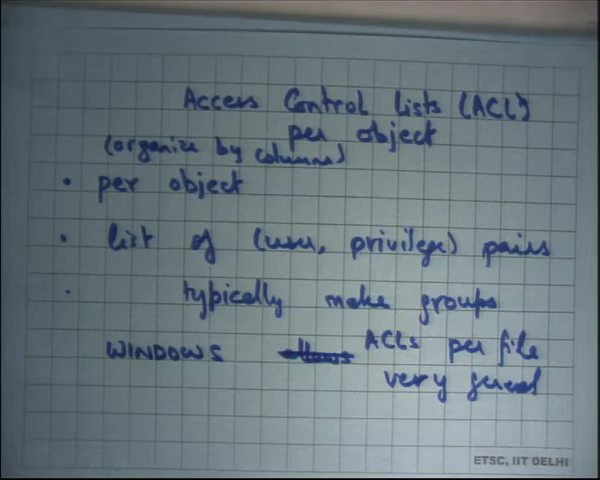 Access Control Lists (ACL)
per object
(organize by columns)
• per object
• list of (user, privilege) pairs
• typically make groups
WINDOWS ACLs per file
very general
ETSC, IIT DELHI